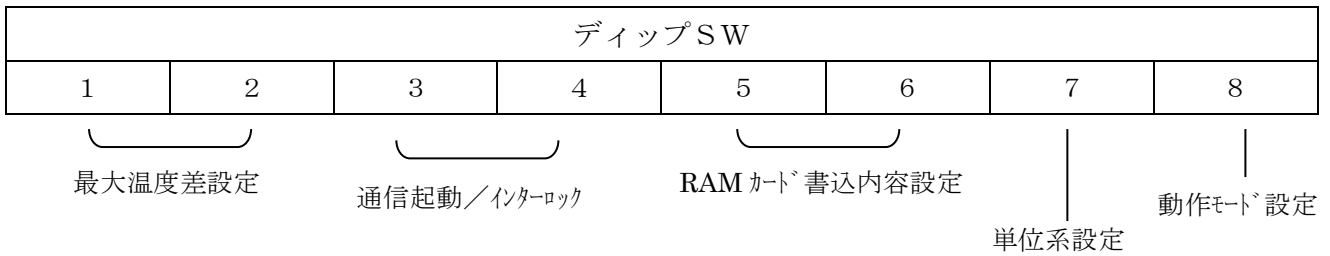 ディップＳＷ
１ ２ ３ ４ ５ ６ ７ ８
最大温度差設定
通信起動／ｲﾝﾀｰﾛｯｸ
RAMｶｰﾄﾞ書込内容設定
単位系設定
動作ﾓｰﾄﾞ設定